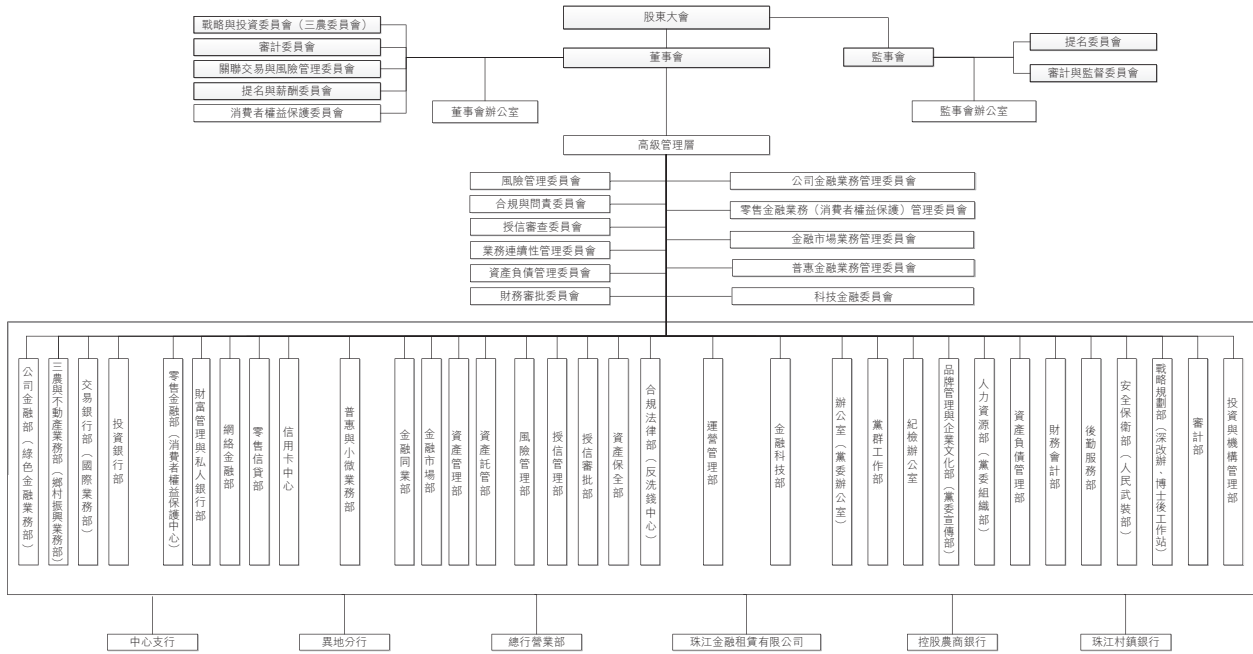 股東大會
戰略與投資委員會（三農委員會）
審計委員會
關聯交易與風險管理委員會
提名與薪酬委員會
消費者權益保護委員會
董事會
監事會
提名委員會
審計與監督委員會
董事會辦公室
監事會辦公室
高級管理層
風險管理委員會
合規與問責委員會
授信審查委員會
業務連續性管理委員會
資產負債管理委員會
財務審批委員會
公司金融業務管理委員會
零售金融業務（消費者權益保護）管理委員會
金融市場業務管理委員會
普惠金融業務管理委員會
科技金融委員會
公司金融部（綠色金融業務部）
三農與不動產業務部（鄉村振興業務部）
交易銀行部（國際業務部）
投資銀行部
零售金融部（消費者權益保護中心）
財富管理與私人銀行部
網絡金融部
零售信貸部
信用卡中心
普惠與小微業務部
金融同業部
金融市場部
資產管理部
資產託管部
風險管理部
授信管理部
授信審批部
資產保全部
合規法律部（反洗錢中心）
運營管理部
金融科技部
辦公室（黨委辦公室）
黨群工作部
紀檢辦公室
品牌管理與企業文化部（黨委宣傳部）
人力資源部（黨委組織部）
資產負債管理部
財務會計部
後勤服務部
安全保衛部（人民武裝部）
戰略規劃部（深改辦、博士後工作站）
審計部
投資與機構管理部
中心支行
異地分行
總行營業部
珠江金融租賃有限公司
控股農商銀行
珠江村鎮銀行